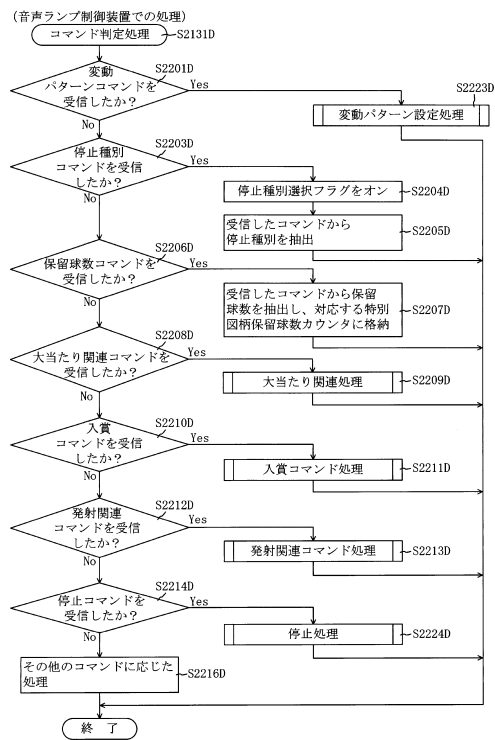 (音声ランプ制御装置での処理)
コマンド判定処理
S2131D
変動
パターンコマンドを
受信したか?
S2201D
Yes
No
変動パターン設定処理
S2223D
停止種別
コマンドを受信
したか?
S2203D
Yes
No
停止種別選択フラグをオン
S2204D
受信したコマンドから
停止種別を抽出
S2205D
保留球数コマンドを
受信したか?
S2206D
Yes
No
受信したコマンドから保留
球数を抽出し、対応する特別
図柄保留球数カウンタに格納
S2207D
大当たり関連コマンドを
受信したか?
S2208D
Yes
No
大当たり関連処理
S2209D
入賞
コマンドを受信
したか?
S2210D
Yes
No
入賞コマンド処理
S2211D
発射関連
コマンドを受信
したか?
S2212D
Yes
No
発射関連コマンド処理
S2213D
停止コマンドを
受信したか?
S2214D
Yes
No
停止処理
S2224D
その他のコマンドに応じた
処理
S2216D
終 了